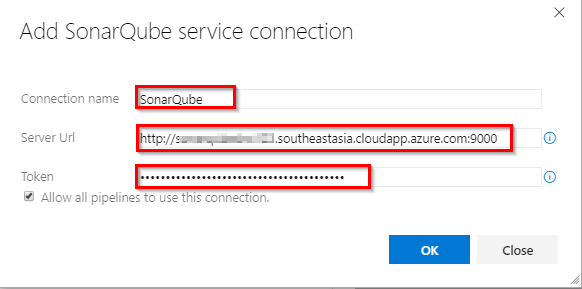 Add SonarQube service connection
Connection name SonarQube
Server Url http://s .southeastasia.cloudapp.azure.com:9000
Token ••••••••••••••••••••••••••••••••••••••••
Allow all pipelines to use this connection.
OK Close